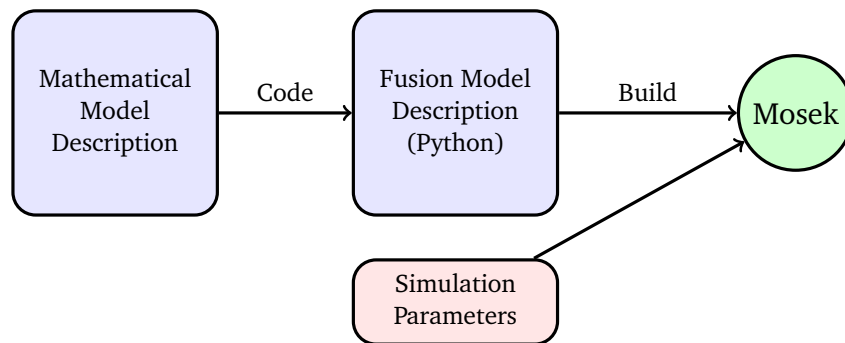 Mathematical
Model
Description
Code
Fusion Model
Description
(Python)
Build
Mosek
Simulation
Parameters